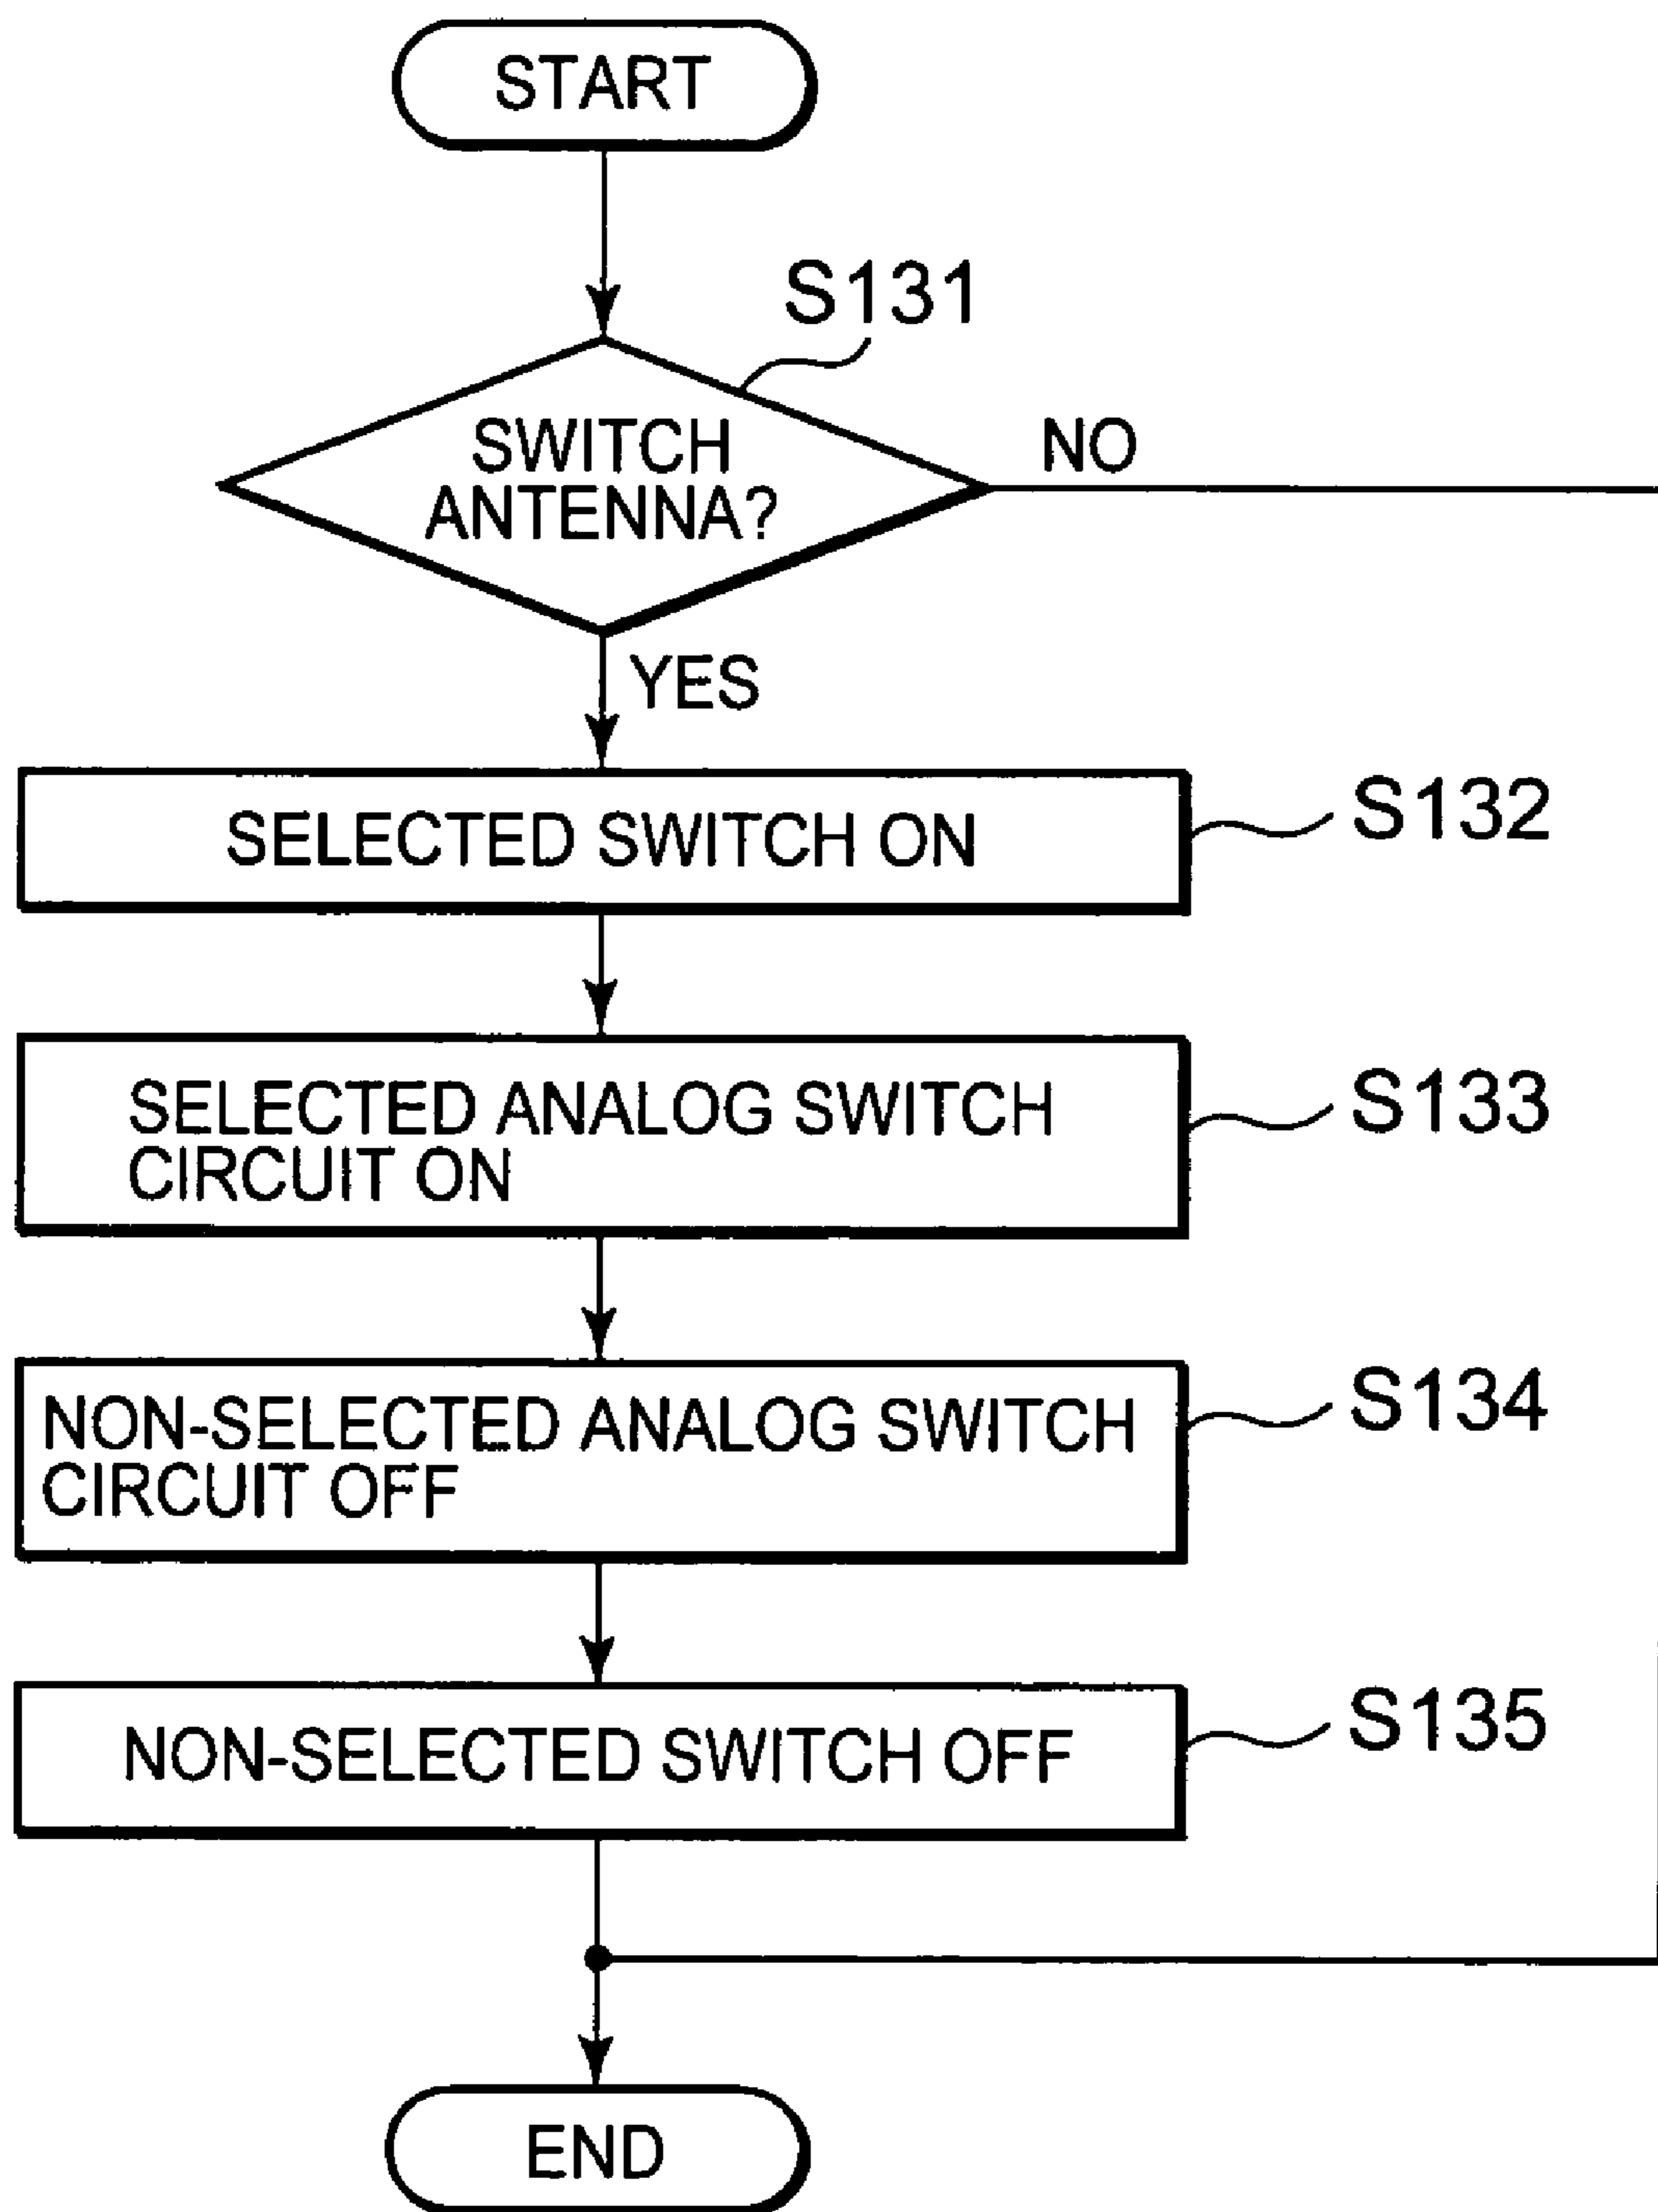 START
S131
SWITCH
ANTENNA?
NO
YES
SELECTED SWITCH ON
S132
SELECTED ANALOG SWITCH
CIRCUIT ON
S133
NON-SELECTED ANALOG SWITCH
CIRCUIT OFF
S134
NON-SELECTED SWITCH OFF
S135
END